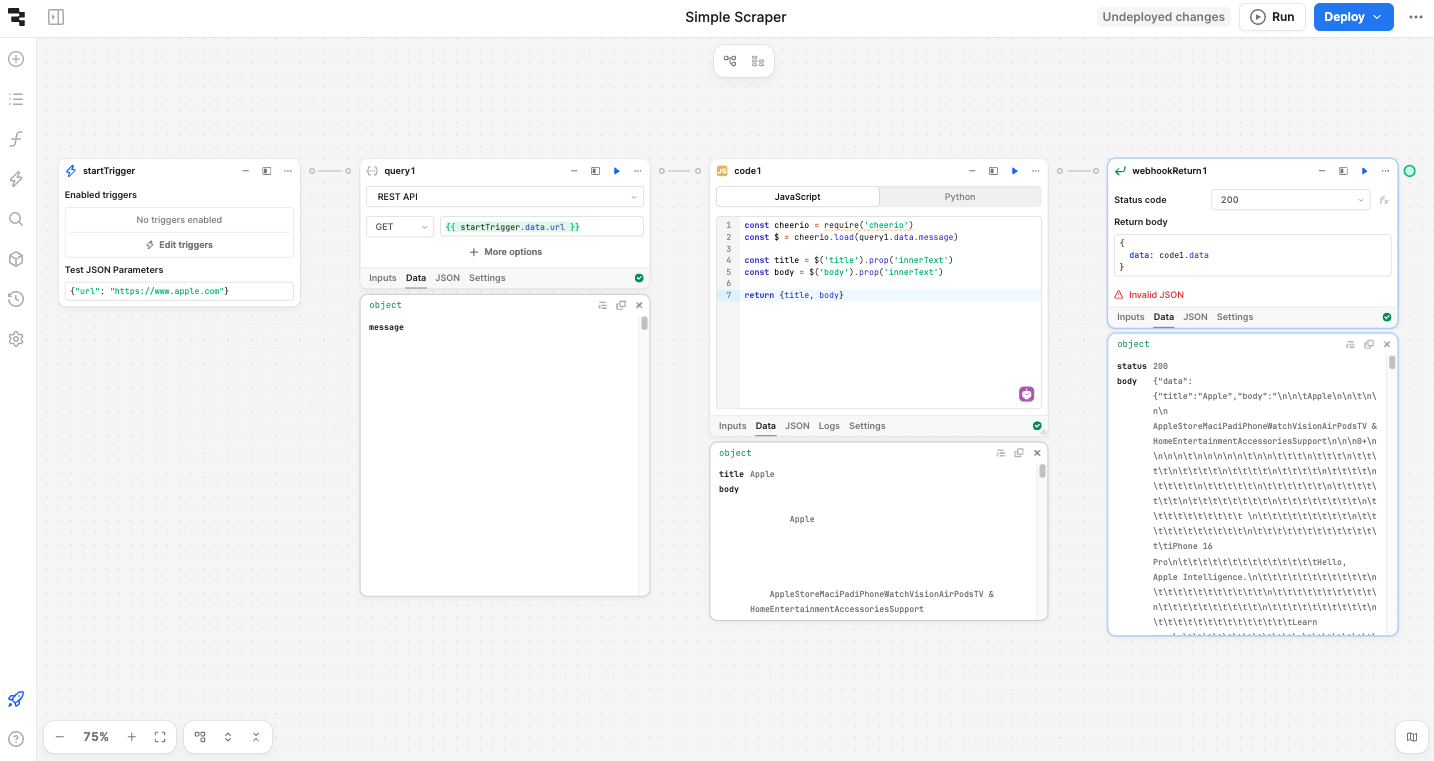 Simple Scraper
Undeployed changes
Run
Deploy
startTrigger
Enabled triggers
No triggers enabled
Edit triggers
Test JSON Parameters
{"url": "https://www.apple.com"}
query1
REST API
GET
{{ startTrigger.data.url }}
More options
Inputs Data JSON Settings
object
message
JS
code1
JavaScript Python
1 const cheerio = require('cheerio')
2 const $ = cheerio.load(query1.data.message)
3
4 const title = $('title').prop('innerText')
5 const body = $('body').prop('innerText')
6
7 return {title, body}
Inputs Data JSON Logs Settings
object
title Apple
body
Apple
AppleStoreMaciPadiPhoneWatchVisionAirPodsTV &
HomeEntertainmentAccessoriesSupport
webhookReturn1
Status code 200 fx
Return body
{
data: code1.data
}
Invalid JSON
Inputs Data JSON Settings
object
status 200
body {"data":
{"title":"Apple","body":"\n\n\tApple\n\n\t\n\
n\n
AppleStoreMaciPadiPhoneWatchVisionAirPodsTV &
HomeEntertainmentAccessoriesSupport\n\n\n0+\n
t\tiPhone 16
Pro\n\t\t\t\t\t\t\t\t\t\t\t\t\t\tHello,
Apple Intelligence.\n\t\t\t\t\t\t\t\t\t\t\t\n
\t\t\t\t\t\t\t\t\t\t\t\t\t\tLearn
75%